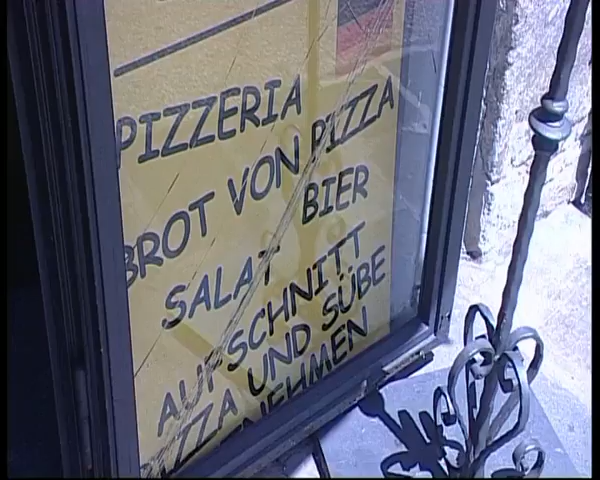 PIZZERIA
BROT VON PIZZA
SALAT BIER
AUFSCHNITT
UND SÜBE
PIZZA NEHMEN